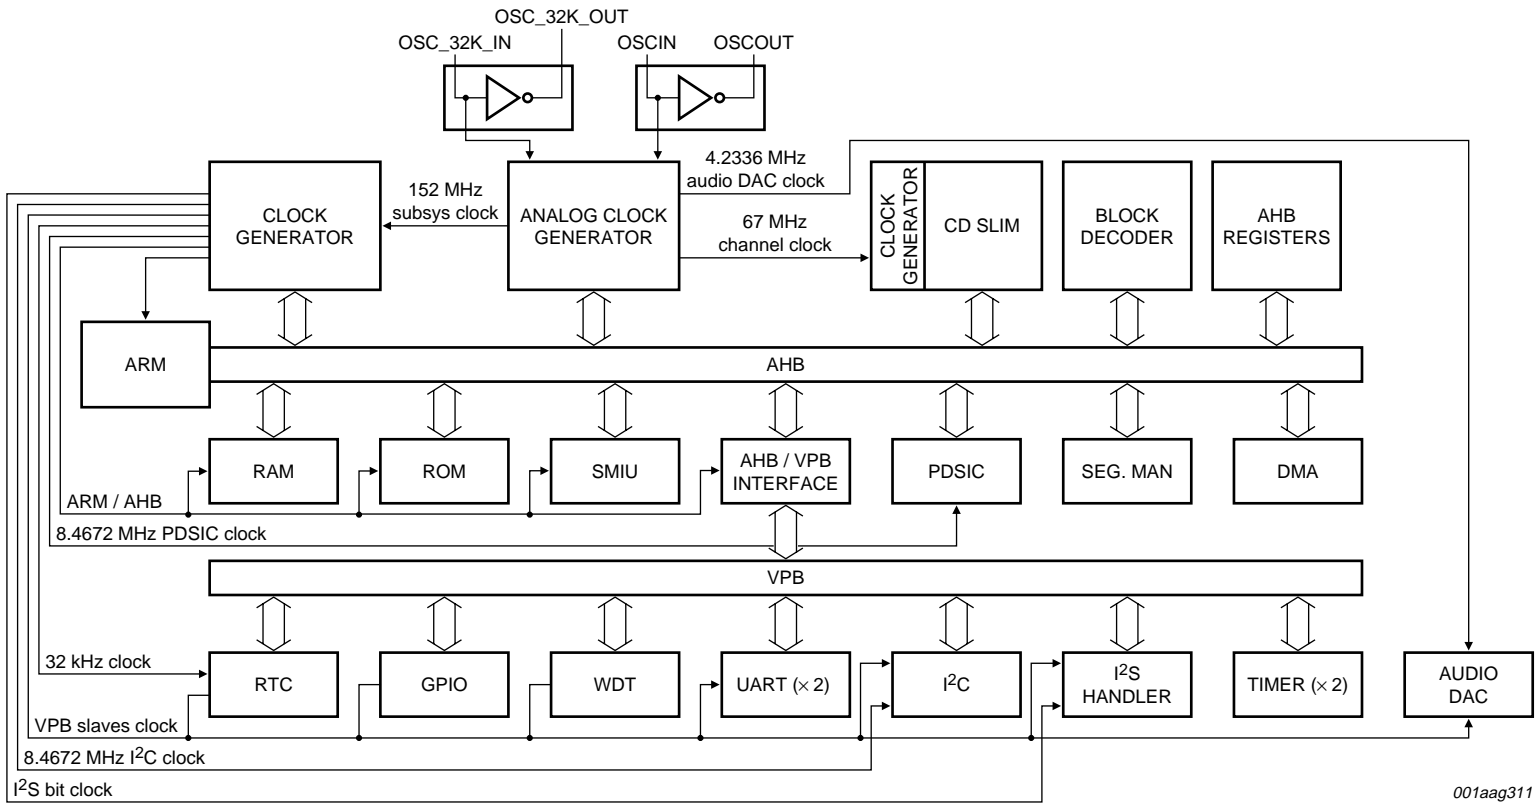 OSC_32K_OUT
OSC_32K_IN
OSCIN
OSCOUT
4.2336 MHz
audio DAC clock
152 MHz
subsys clock
67 MHz
channel clock
CLOCK
GENERATOR
ANALOG CLOCK
GENERATOR
CLOCK
GENERATOR
CD SLIM
BLOCK
DECODER
AHB
REGISTERS
ARM
AHB
RAM
ROM
SMIU
AHB / VPB
INTERFACE
PDSIC
SEG. MAN
DMA
ARM / AHB
8.4672 MHz PDSIC clock
VPB
32 kHz clock
RTC
GPIO
WDT
UART (× 2)
I²C
I²S
HANDLER
TIMER (× 2)
AUDIO
DAC
VPB slaves clock
8.4672 MHz I²C clock
I²S bit clock
001aag311